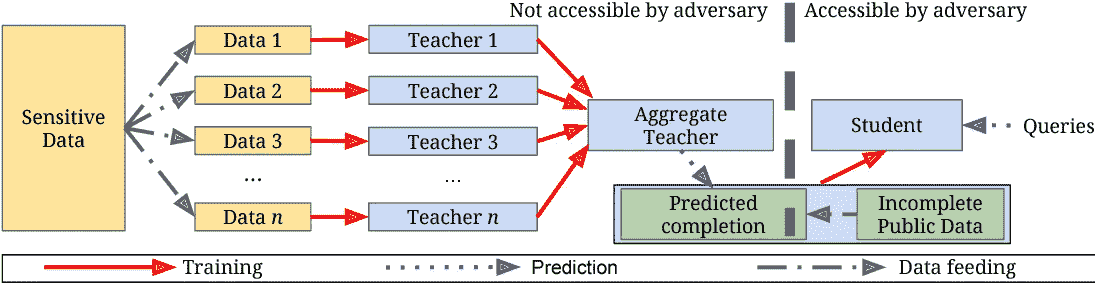 Not accessible by adversary
Accessible by adversary
Sensitive
Data
Data 1
Teacher 1
Data 2
Teacher 2
Data 3
Teacher 3
...
...
Data n
Teacher n
Aggregate
Teacher
Student
Queries
Predicted
completion
Incomplete
Public Data
Training
Prediction
Data feeding